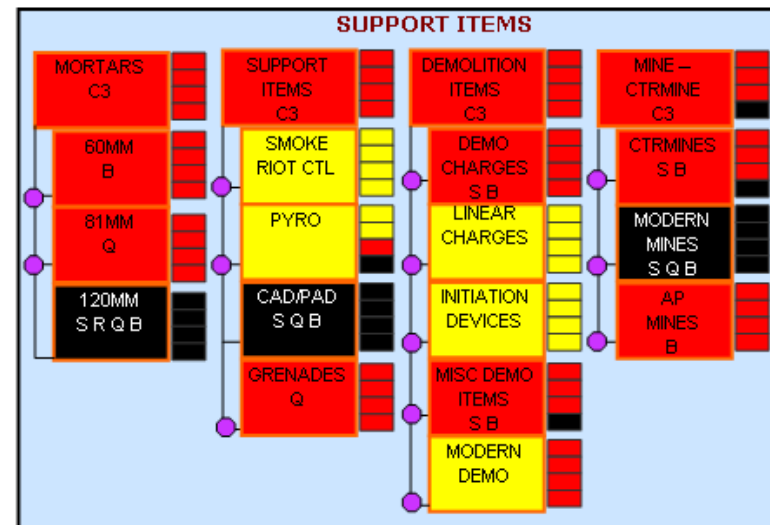 SUPPORT ITEMS
MORTARS
C3
60MM
B
81MM
Q
120MM
S R Q B
SUPPORT
ITEMS
C3
SMOKE
RIOT CTL
PYRO
CAD/PAD
S Q B
GRENADES
Q
DEMOLITION
ITEMS
C3
DEMO
CHARGES
S B
LINEAR
CHARGES
INITIATION
DEVICES
MISC DEMO
ITEMS
S B
MODERN
DEMO
MINE –
CTRMINE
C3
CTRMINES
S B
MODERN
MINES
S Q B
AP
MINES
B